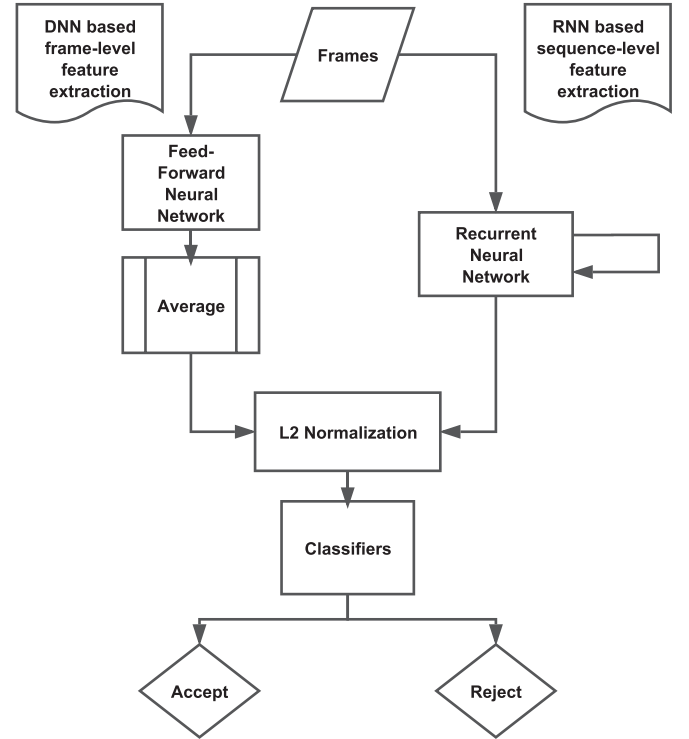 DNN based
frame-level
feature
extraction
Frames
RNN based
sequence-level
feature
extraction
Feed-
Forward
Neural
Network
Recurrent
Neural
Network
Average
L2 Normalization
Classifiers
Accept
Reject